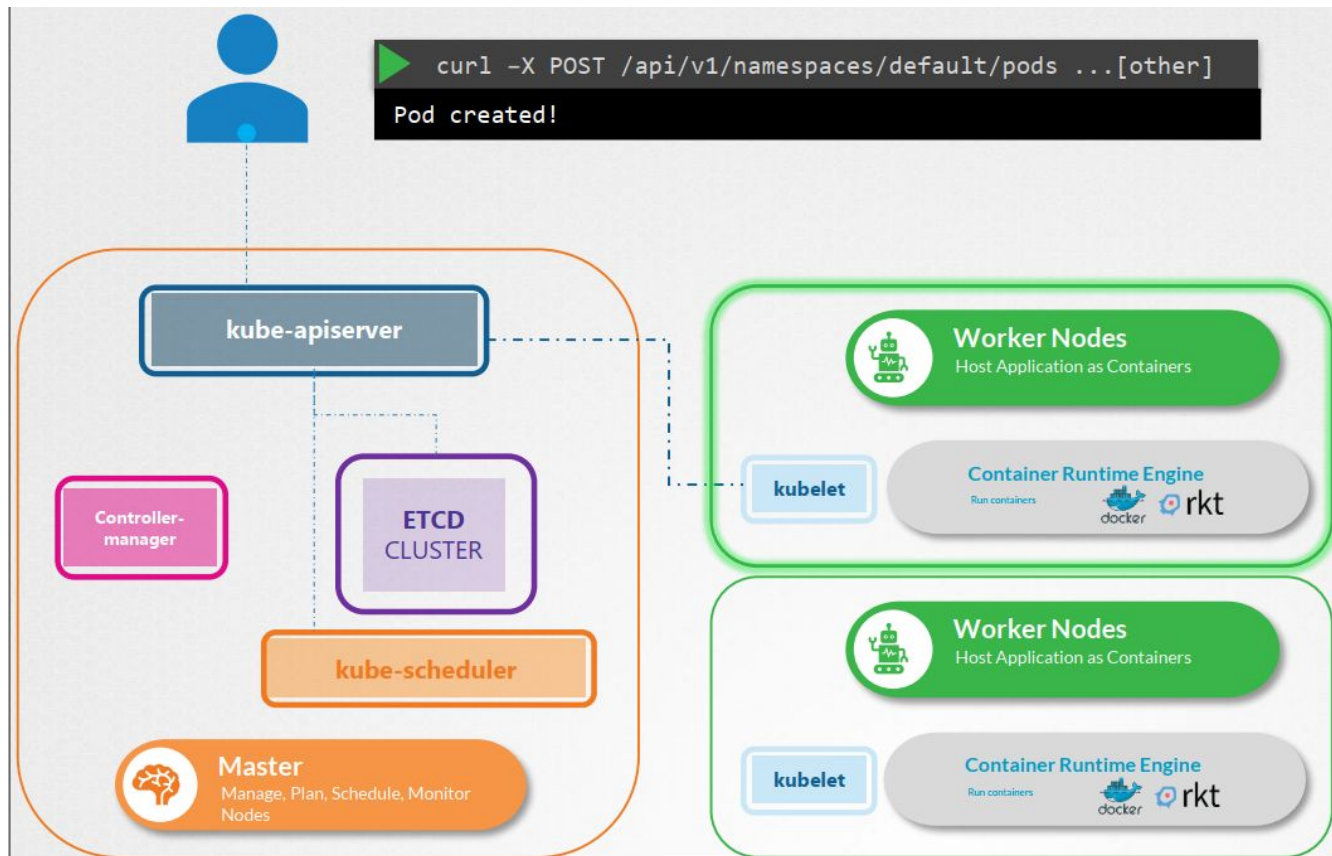 curl –X POST /api/v1/namespaces/default/pods ...[other]
Pod created!
kube-apiserver
Controller-
manager
ETCD
CLUSTER
kube-scheduler
Master
Manage, Plan, Schedule, Monitor
Nodes
Worker Nodes
Host Application as Containers
kubelet
Container Runtime Engine
Run containers
docker
rkt
Worker Nodes
Host Application as Containers
kubelet
Container Runtime Engine
Run containers
docker
rkt